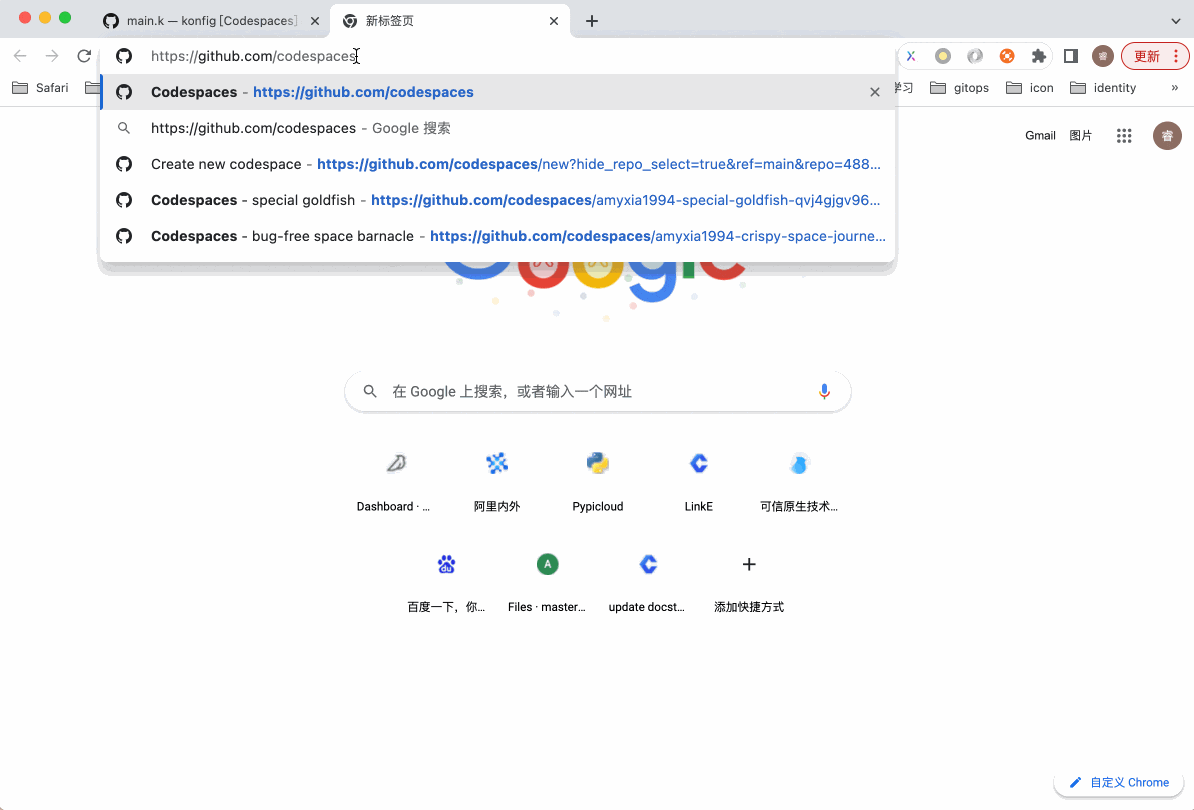 main.k — konfig [Codespaces]
新标签页
https://github.com/codespaces
更新
Safari
学习
gitops
icon
identity
»
Codespaces - https://github.com/codespaces
https://github.com/codespaces - Google 搜索
Create new codespace - https://github.com/codespaces/new?hide_repo_select=true&ref=main&repo=488...
Codespaces - special goldfish - https://github.com/codespaces/amyxia1994-special-goldfish-qvj4gjgv96...
Codespaces - bug-free space barnacle - https://github.com/codespaces/amyxia1994-crispy-space-journe...
Gmail 图片
睿
Google
在 Google 上搜索，或者输入一个网址
Dashboard · ...
阿里内外
Pypicloud
LinkE
可信原生技术...
百度一下，你...
A
Files · master...
update docst...
添加快捷方式
自定义 Chrome